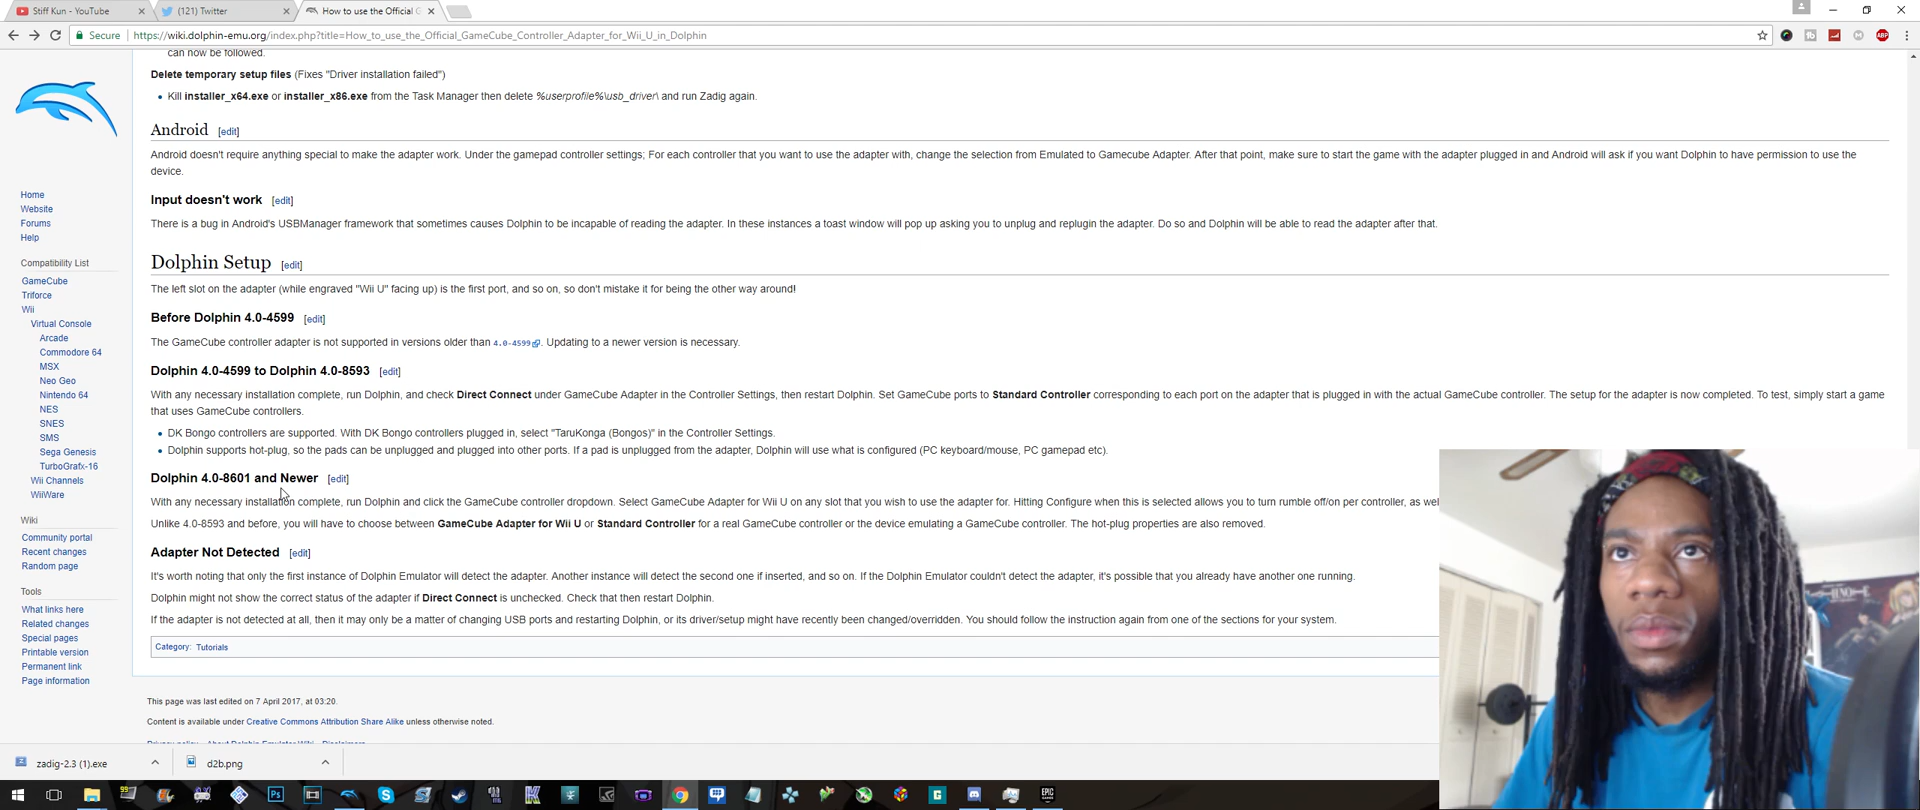 Stiff Kun - YouTube
(121) Twitter
How to use the Official G
Secure
https://wiki.dolphin-emu.org/index.php?title=How_to_use_the_Official_GameCube_Controller_Adapter_for_Wii_U_in_Dolphin
ABP
can now be followed.
Delete temporary setup files (Fixes "Driver installation failed")
Kill installer_x64.exe or installer_x86.exe from the Task Manager then delete %userprofile%\usb_driver\ and run Zadig again.
Android [edit]
Android doesn't require anything special to make the adapter work. Under the gamepad controller settings; For each controller that you want to use the adapter with, change the selection from Emulated to Gamecube Adapter. After that point, make sure to start the game with the adapter plugged in and Android will ask if you want Dolphin to have permission to use the
device.
Input doesn't work [edit]
There is a bug in Android's USBManager framework that sometimes causes Dolphin to be incapable of reading the adapter. In these instances a toast window will pop up asking you to unplug and replugin the adapter. Do so and Dolphin will be able to read the adapter after that.
Dolphin Setup [edit]
The left slot on the adapter (while engraved "Wii U" facing up) is the first port, and so on, so don't mistake it for being the other way around!
Before Dolphin 4.0-4599 [edit]
The GameCube controller adapter is not supported in versions older than 4.0-4599. Updating to a newer version is necessary.
Dolphin 4.0-4599 to Dolphin 4.0-8593 [edit]
With any necessary installation complete, run Dolphin, and check Direct Connect under GameCube Adapter in the Controller Settings, then restart Dolphin. Set GameCube ports to Standard Controller corresponding to each port on the adapter that is plugged in with the actual GameCube controller. The setup for the adapter is now completed. To test, simply start a game
that uses GameCube controllers.
DK Bongo controllers are supported. With DK Bongo controllers plugged in, select "TaruKonga (Bongos)" in the Controller Settings.
Dolphin supports hot-plug, so the pads can be unplugged and plugged into other ports. If a pad is unplugged from the adapter, Dolphin will use what is configured (PC keyboard/mouse, PC gamepad etc).
Dolphin 4.0-8601 and Newer [edit]
With any necessary installation complete, run Dolphin and click the GameCube controller dropdown. Select GameCube Adapter for Wii U on any slot that you wish to use the adapter for. Hitting Configure when this is selected allows you to turn rumble off/on per controller, as wel
Unlike 4.0-8593 and before, you will have to choose between GameCube Adapter for Wii U or Standard Controller for a real GameCube controller or the device emulating a GameCube controller. The hot-plug properties are also removed.
Adapter Not Detected [edit]
It's worth noting that only the first instance of Dolphin Emulator will detect the adapter. Another instance will detect the second one if inserted, and so on. If the Dolphin Emulator couldn't detect the adapter, it's possible that you already have another one running.
Dolphin might not show the correct status of the adapter if Direct Connect is unchecked. Check that then restart Dolphin.
If the adapter is not detected at all, then it may only be a matter of changing USB ports and restarting Dolphin, or its driver/setup might have recently been changed/overridden. You should follow the instruction again from one of the sections for your system.
Category: Tutorials
This page was last edited on 7 April 2017, at 03:20.
Content is available under Creative Commons Attribution Share Alike unless otherwise noted.
Privacy policy About Dolphin Emulator Wiki Disclaimers
Home
Website
Forums
Help
Compatibility List
GameCube
Triforce
Wii
Virtual Console
Arcade
Commodore 64
MSX
Neo Geo
Nintendo 64
NES
SNES
SMS
Sega Genesis
TurboGrafx-16
Wii Channels
WiiWare
Wiki
Community portal
Recent changes
Random page
Tools
What links here
Related changes
Special pages
Printable version
Permanent link
Page information
zadig-2.3 (1).exe
d2b.png
99
Ps